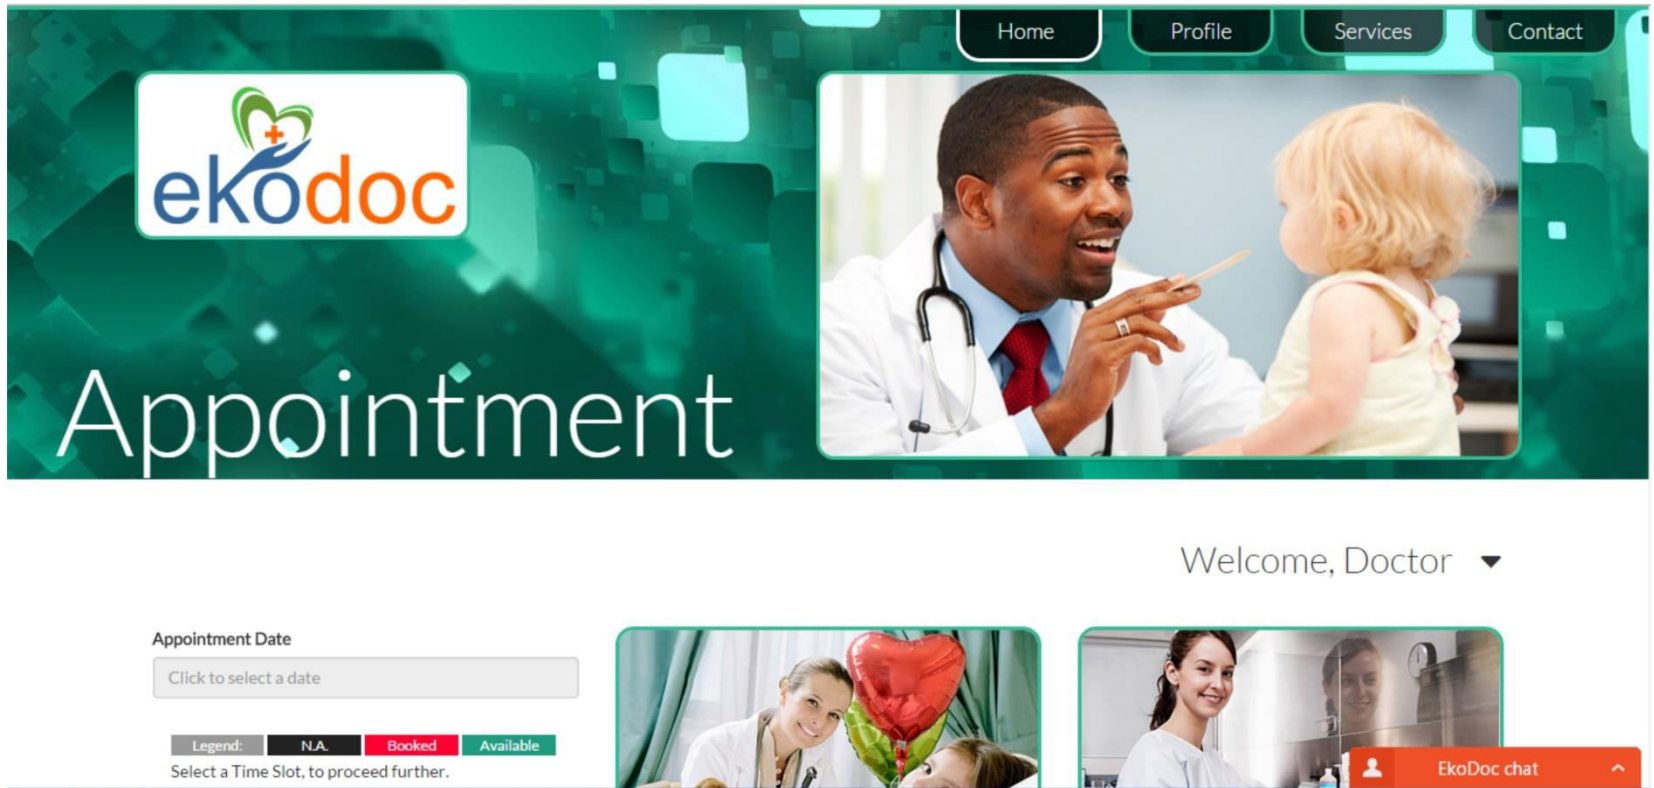 Home Profile Services Contact
ekodoc
Appointment
Welcome, Doctor
Appointment Date
Click to select a date
Legend: N.A. Booked Available
Select a Time Slot, to proceed further.
EkoDoc chat